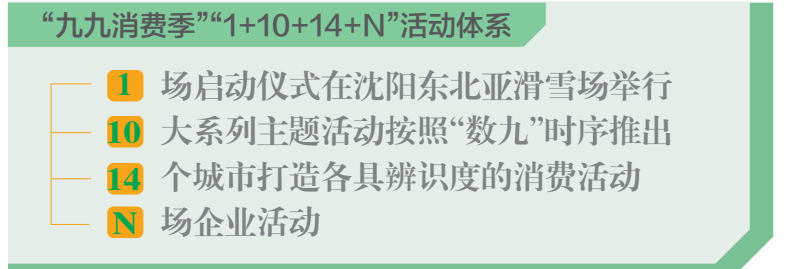 “九九消费季”“1+10+14+N”活动体系
1 场启动仪式在沈阳东北亚滑雪场举行
10 大系列主题活动按照“数九”时序推出
14 个城市打造各具辨识度的消费活动
N 场企业活动